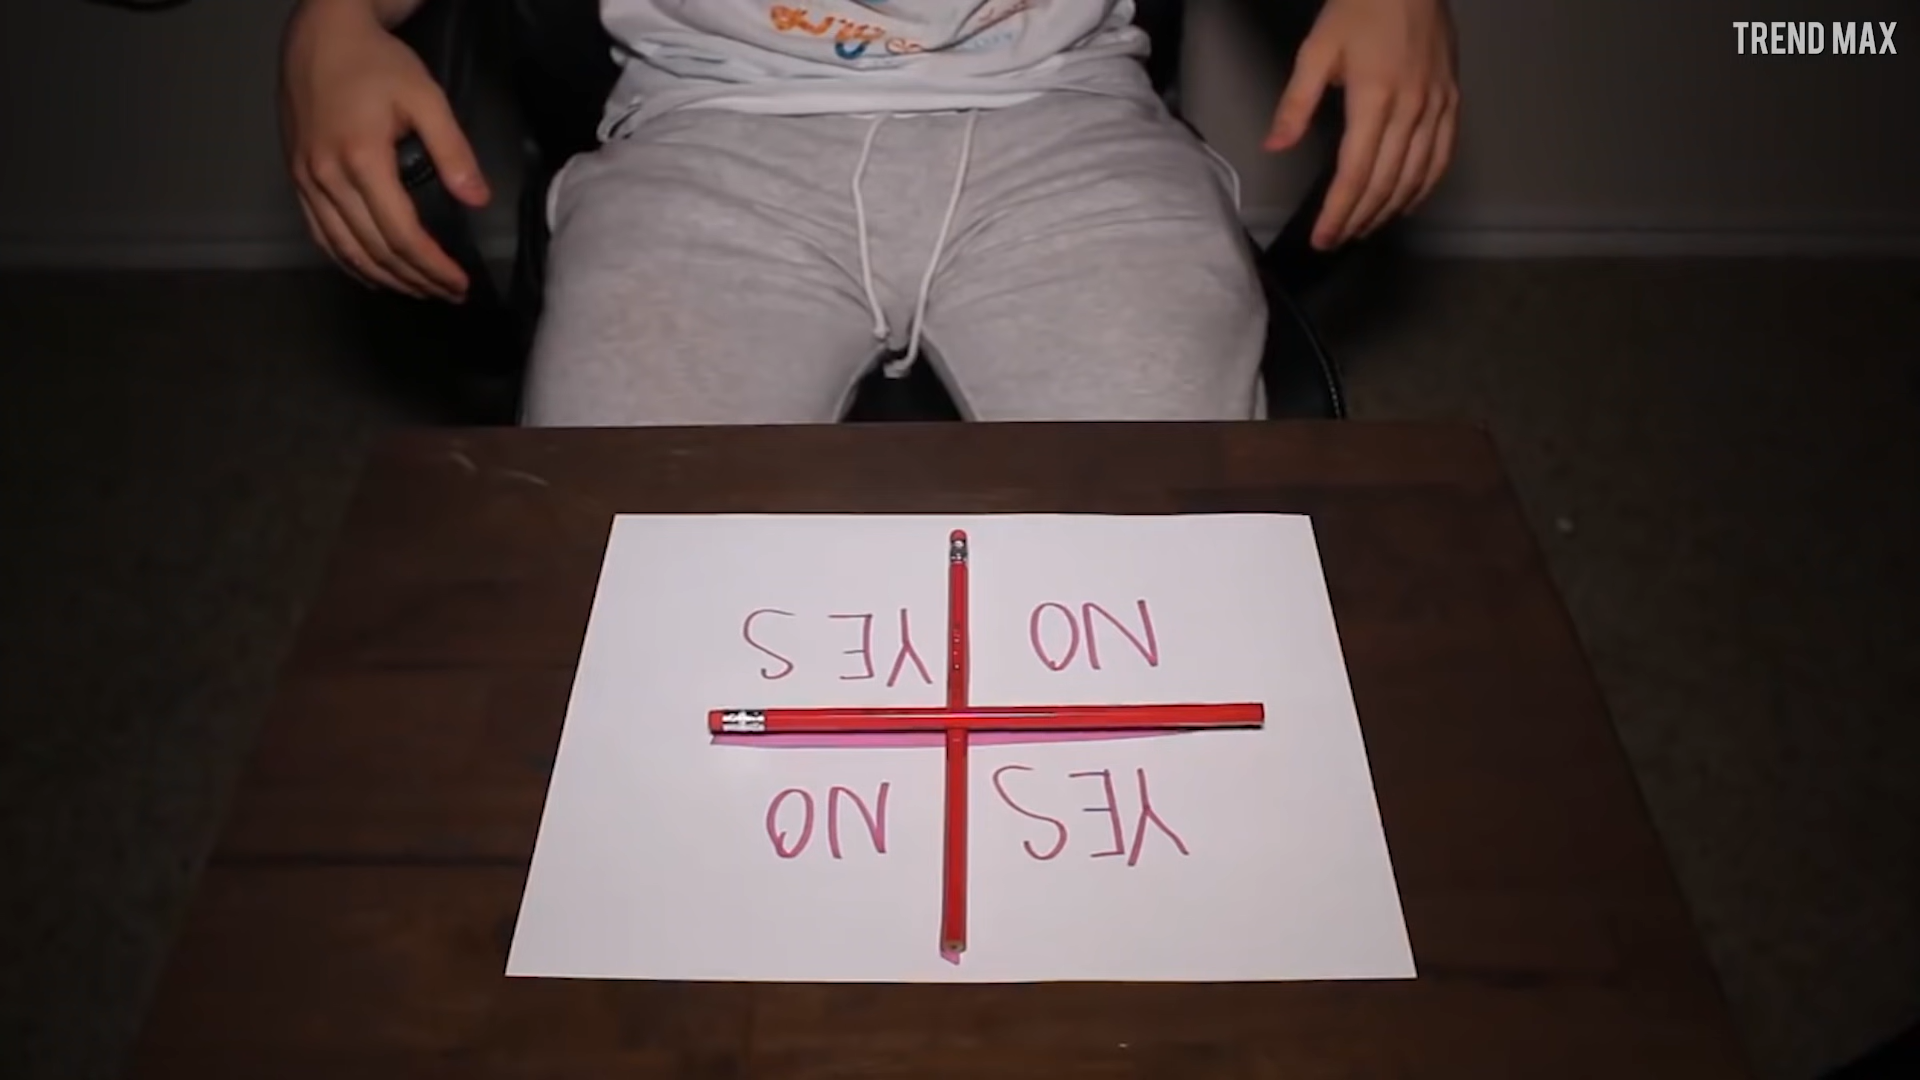 TREND MAX
NO YES
YES NO